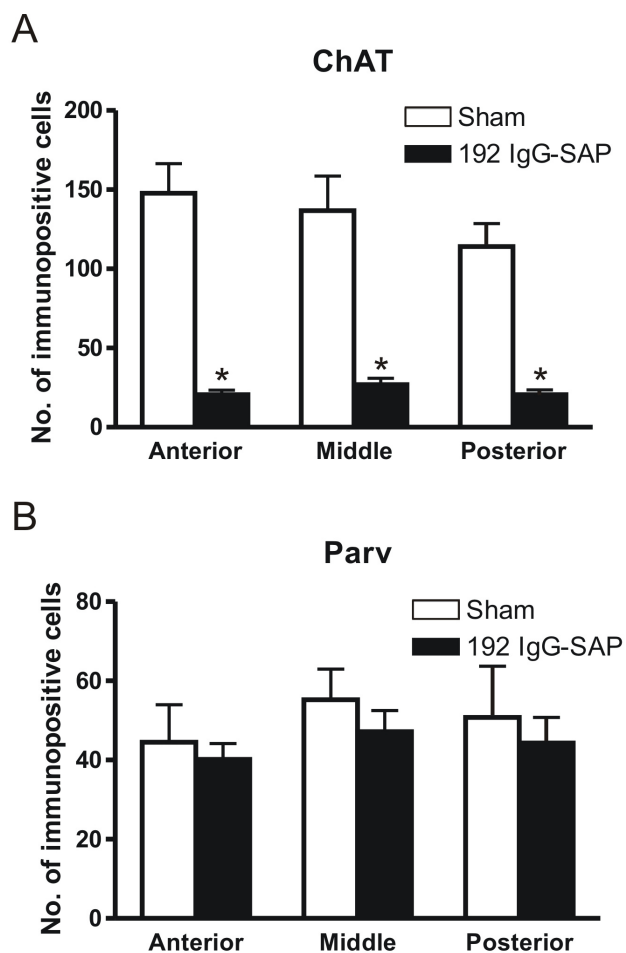 A
ChAT
No. of immunopositive cells
200
150
100
50
0
Sham
192 IgG-SAP
*
*
*
Anterior
Middle
Posterior
B
Parv
No. of immunopositive cells
80
60
40
20
0
Sham
192 IgG-SAP
Anterior
Middle
Posterior